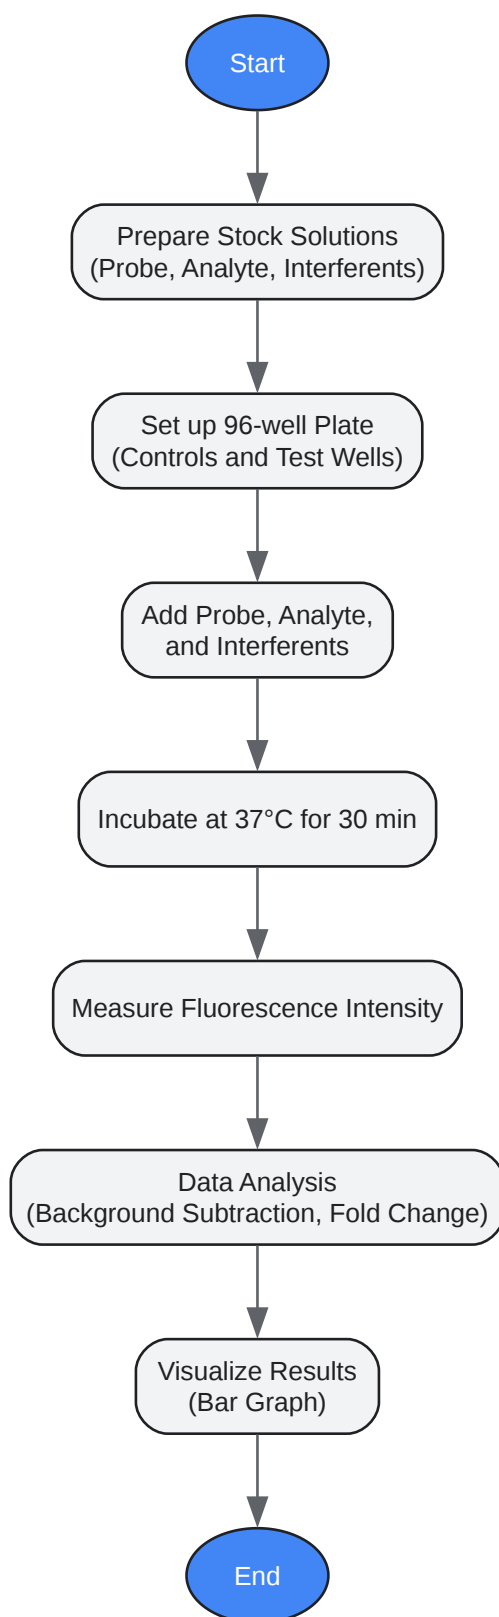 Start
Prepare Stock Solutions
(Probe, Analyte, Interferents)
Set up 96-well Plate
(Controls and Test Wells)
Add Probe, Analyte,
and Interferents
Incubate at 37°C for 30 min
Measure Fluorescence Intensity
Data Analysis
(Background Subtraction, Fold Change)
Visualize Results
(Bar Graph)
End